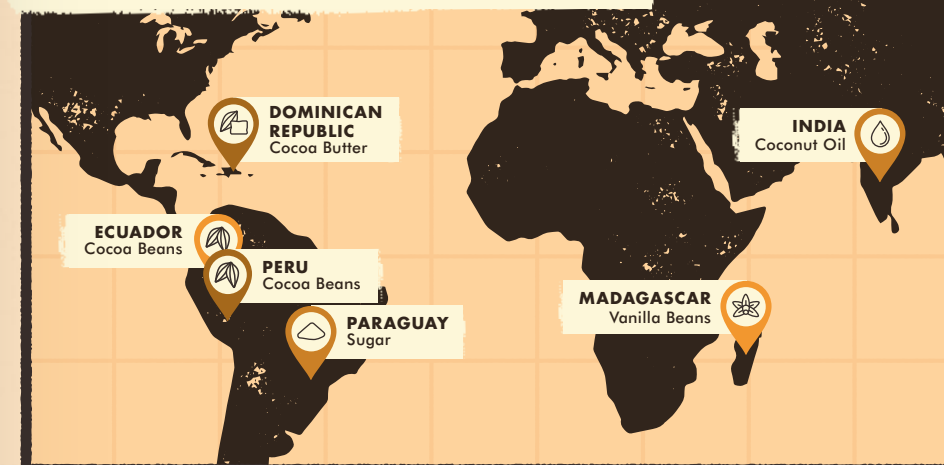 DOMINICAN
REPUBLIC
Cocoa Butter
INDIA
Coconut Oil
ECUADOR
Cocoa Beans
PERU
Cocoa Beans
MADAGASCAR
Vanilla Beans
PARAGUAY
Sugar